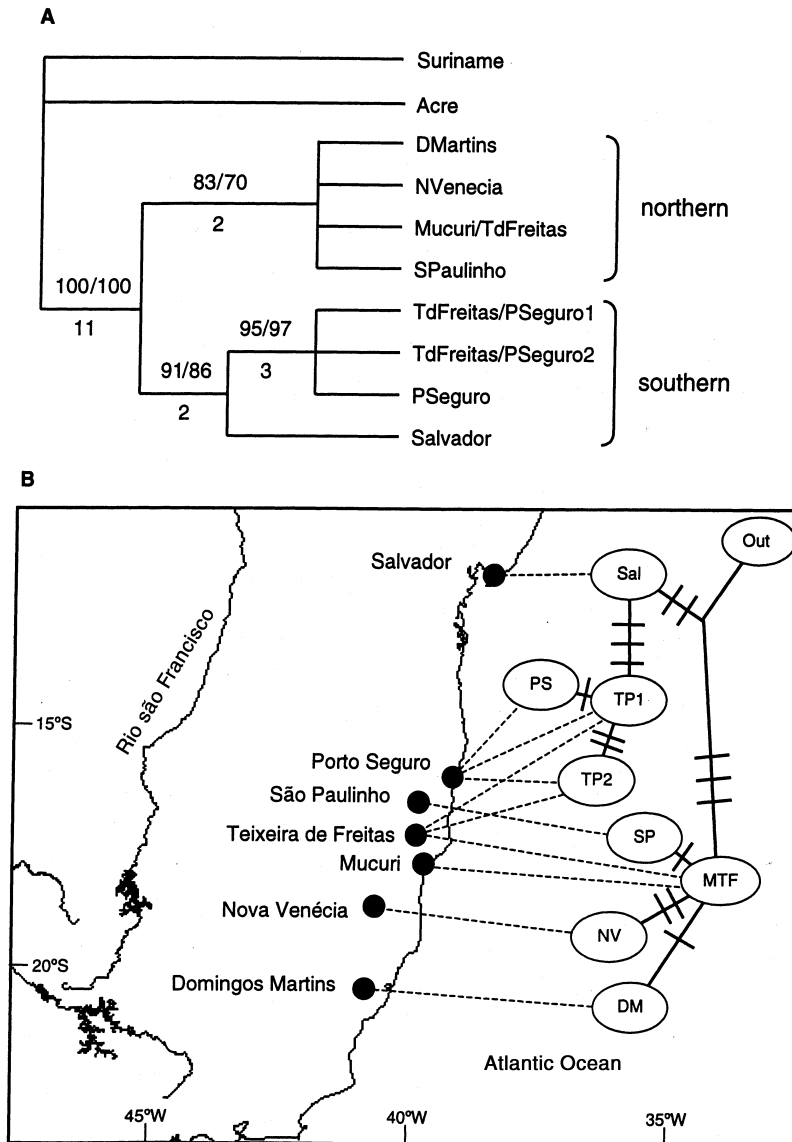 A
Suriname
Acre
DMartins
83/70
NVenecia
2
northern
Mucuri/TdFreitas
SPaulinho
100/100
11
TdFreitas/PSeguro1
95/97
TdFreitas/PSeguro2
91/86
3
southern
2
PSeguro
Salvador
B
Out
Salvador
Sal
Rio são Francisco
PS
TP1
15ºS
Porto Seguro
TP2
São Paulinho
Teixeira de Freitas
SP
Mucuri
MTF
Nova Venécia
NV
20ºS
Domingos Martins
DM
Atlantic Ocean
45ºW
40ºW
35ºW